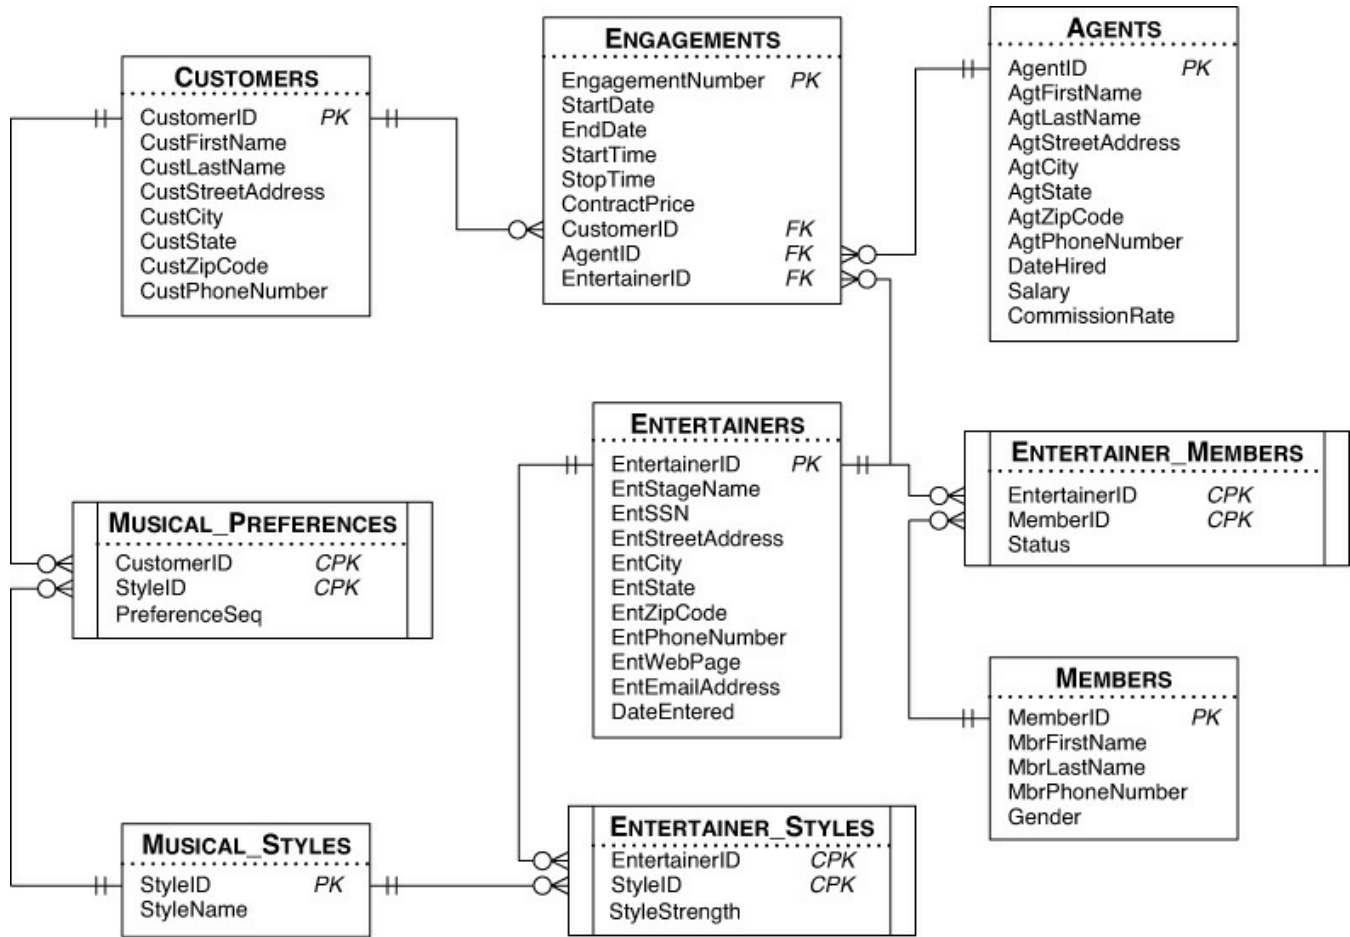 CUSTOMERS
CustomerID PK
CustFirstName
CustLastName
CustStreetAddress
CustCity
CustState
CustZipCode
CustPhoneNumber
ENGAGEMENTS
EngagementNumber PK
StartDate
EndDate
StartTime
StopTime
ContractPrice
CustomerID FK
AgentID FK
EntertainerID FK
AGENTS
AgentID PK
AgtFirstName
AgtLastName
AgtStreetAddress
AgtCity
AgtState
AgtZipCode
AgtPhoneNumber
DateHired
Salary
CommissionRate
MUSICAL_PREFERENCES
CustomerID CPK
StyleID CPK
PreferenceSeq
ENTERTAINERS
EntertainerID PK
EntStageName
EntSSN
EntStreetAddress
EntCity
EntState
EntZipCode
EntPhoneNumber
EntWebPage
EntEmailAddress
DateEntered
ENTERTAINER_MEMBERS
EntertainerID CPK
MemberID CPK
Status
MEMBERS
MemberID PK
MbrFirstName
MbrLastName
MbrPhoneNumber
Gender
MUSICAL_STYLES
StyleID PK
StyleName
ENTERTAINER_STYLES
EntertainerID CPK
StyleID CPK
StyleStrength